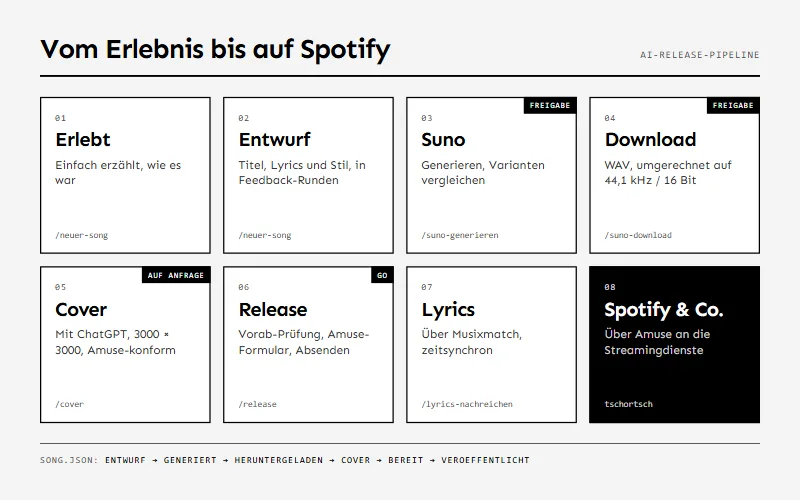 Vom Erlebnis bis auf Spotify
AI-RELEASE-PIPELINE
01
Erlebt
Einfach erzählt, wie es
war
/neuer-song
02
Entwurf
Titel, Lyrics und Stil, in
Feedback-Runden
/neuer-song
FREIGABE
03
Suno
Generieren, Varianten
vergleichen
/suno-generieren
FREIGABE
04
Download
WAV, umgerechnet auf
44,1 kHz / 16 Bit
/suno-download
AUF ANFRAGE
05
Cover
Mit ChatGPT, 3000 ×
3000, Amuse-konform
/cover
GO
06
Release
Vorab-Prüfung, Amuse-
Formular, Absenden
/release
07
Lyrics
Über Musixmatch,
zeitsynchron
/lyrics-nachreichen
08
Spotify & Co.
Über Amuse an die
Streamingdienste
tschortsch
SONG.JSON: ENTWURF → GENERIERT → HERUNTERGELADEN → COVER → BEREIT → VEROEFFENTLICHT